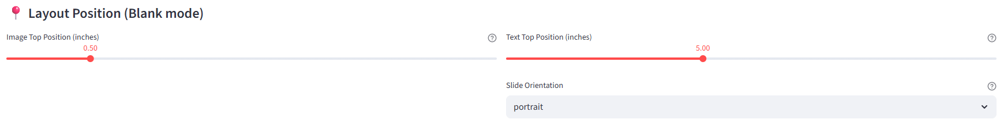 📍 Layout Position (Blank mode)
Image Top Position (inches)
0.50
Text Top Position (inches)
5.00
Slide Orientation
portrait